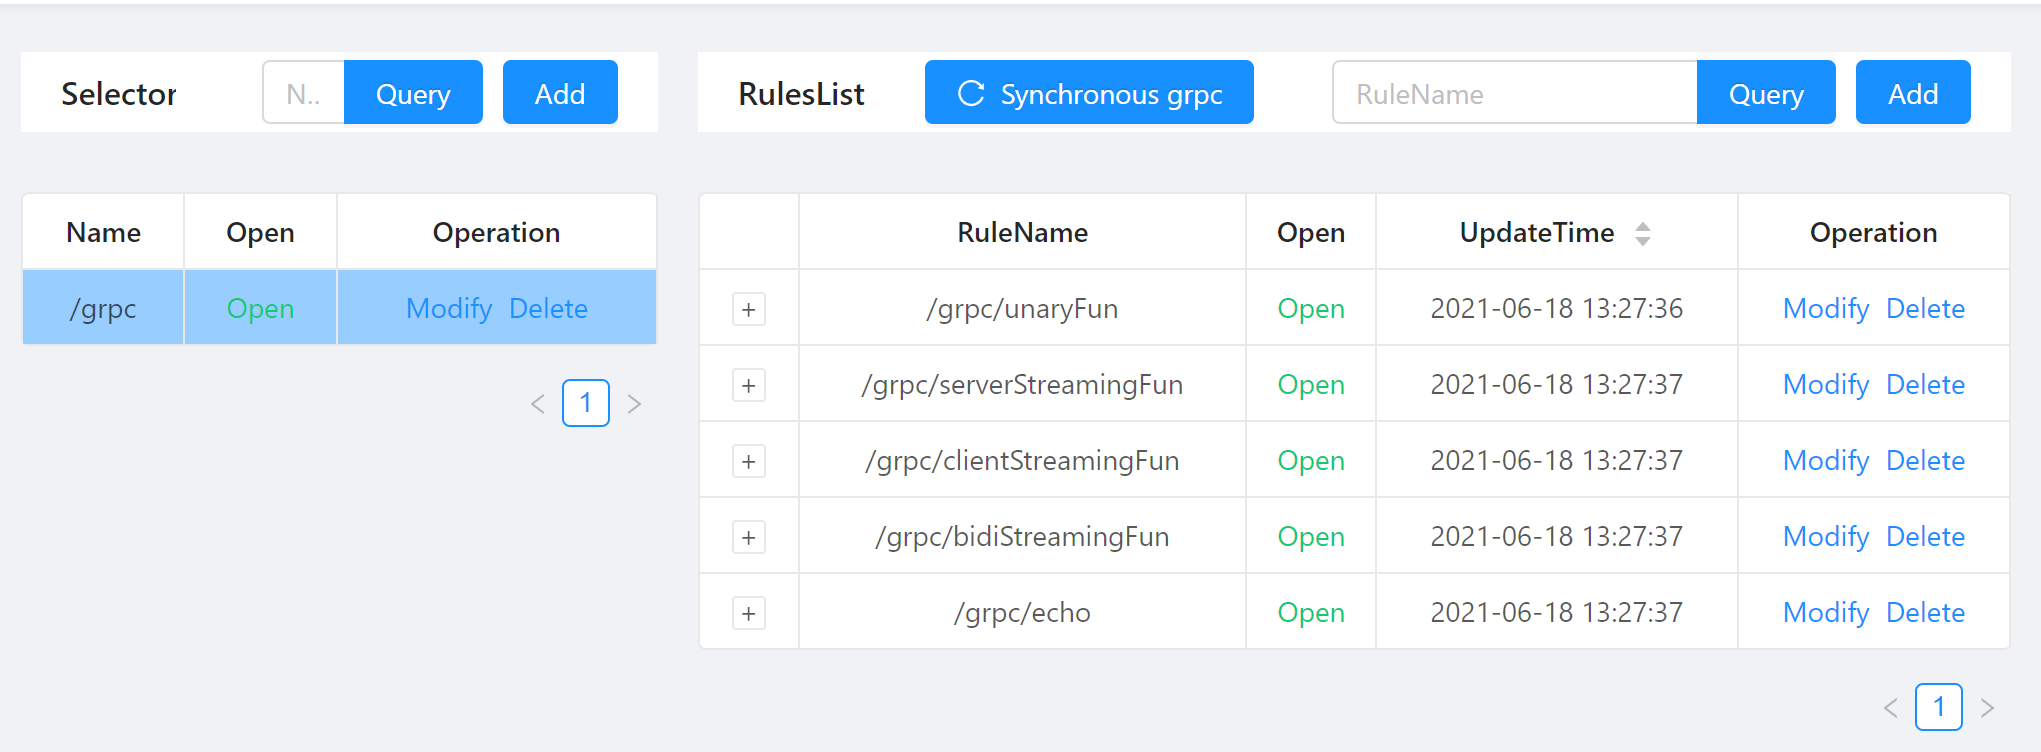 Selector N.. Query Add
RulesList Synchronous grpc RuleName Query Add
Name Open Operation
/grpc Open Modify Delete
1
RuleName Open UpdateTime Operation
+ /grpc/unaryFun Open 2021-06-18 13:27:36 Modify Delete
+ /grpc/serverStreamingFun Open 2021-06-18 13:27:37 Modify Delete
+ /grpc/clientStreamingFun Open 2021-06-18 13:27:37 Modify Delete
+ /grpc/bidiStreamingFun Open 2021-06-18 13:27:37 Modify Delete
+ /grpc/echo Open 2021-06-18 13:27:37 Modify Delete
1